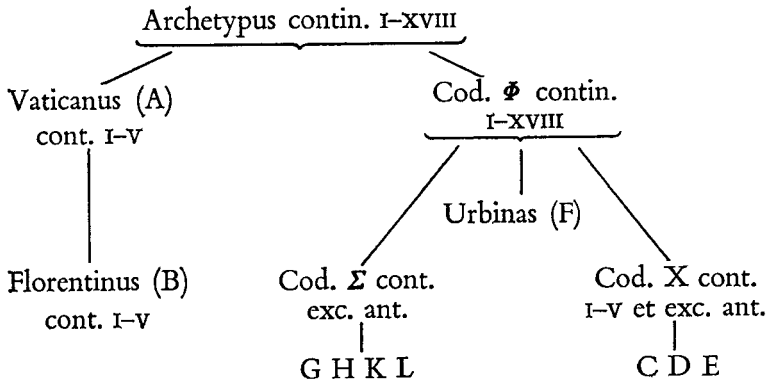 Archetypus contin. I–XVIII
Vaticanus (A)
cont. I–V
Cod. Φ contin.
I–XVIII
Urbinas (F)
Florentinus (B)
cont. I–V
Cod. Σ cont.
exc. ant.
Cod. X cont.
I–V et exc. ant.
G H K L
C D E